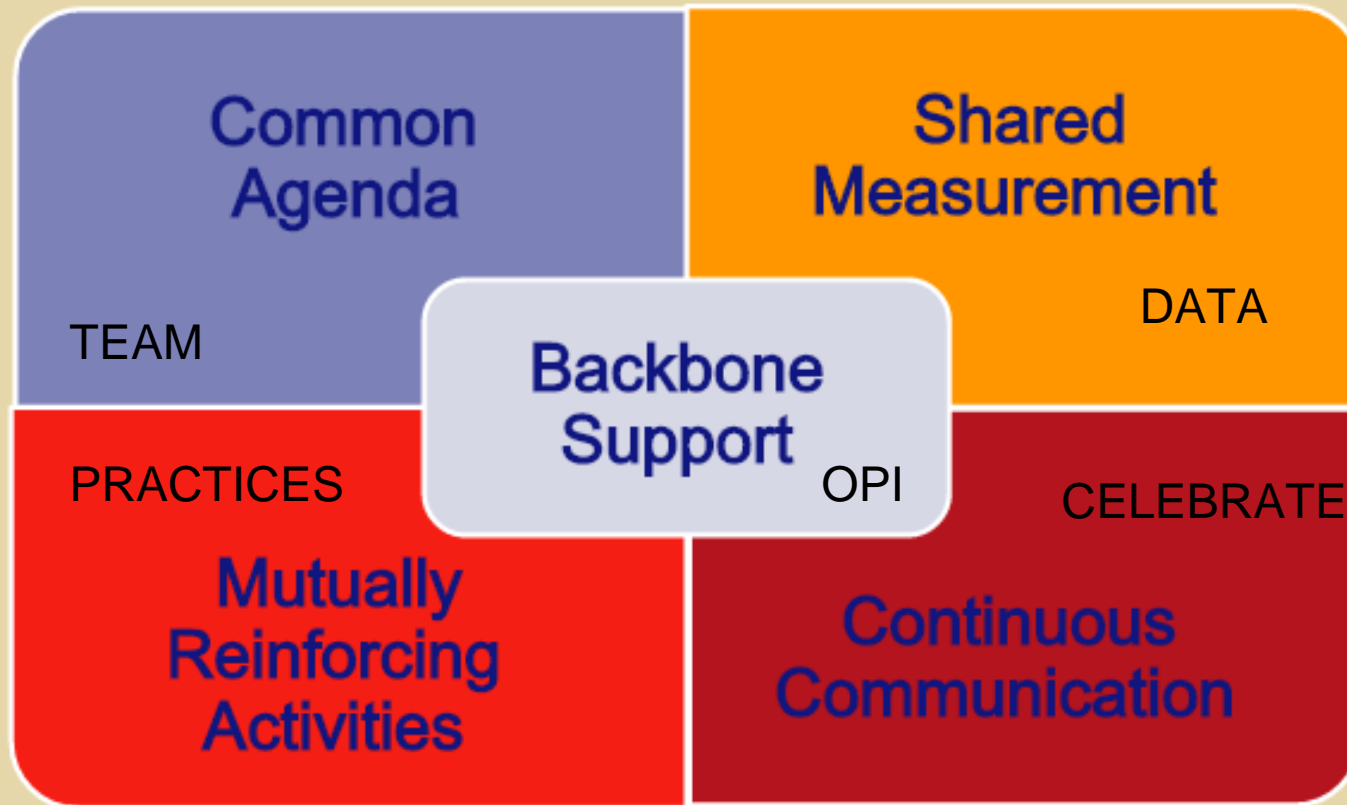 Common
Agenda
TEAM
Shared
Measurement
DATA
Backbone
Support
OPI
PRACTICES
Mutually
Reinforcing
Activities
CELEBRATE
Continuous
Communication